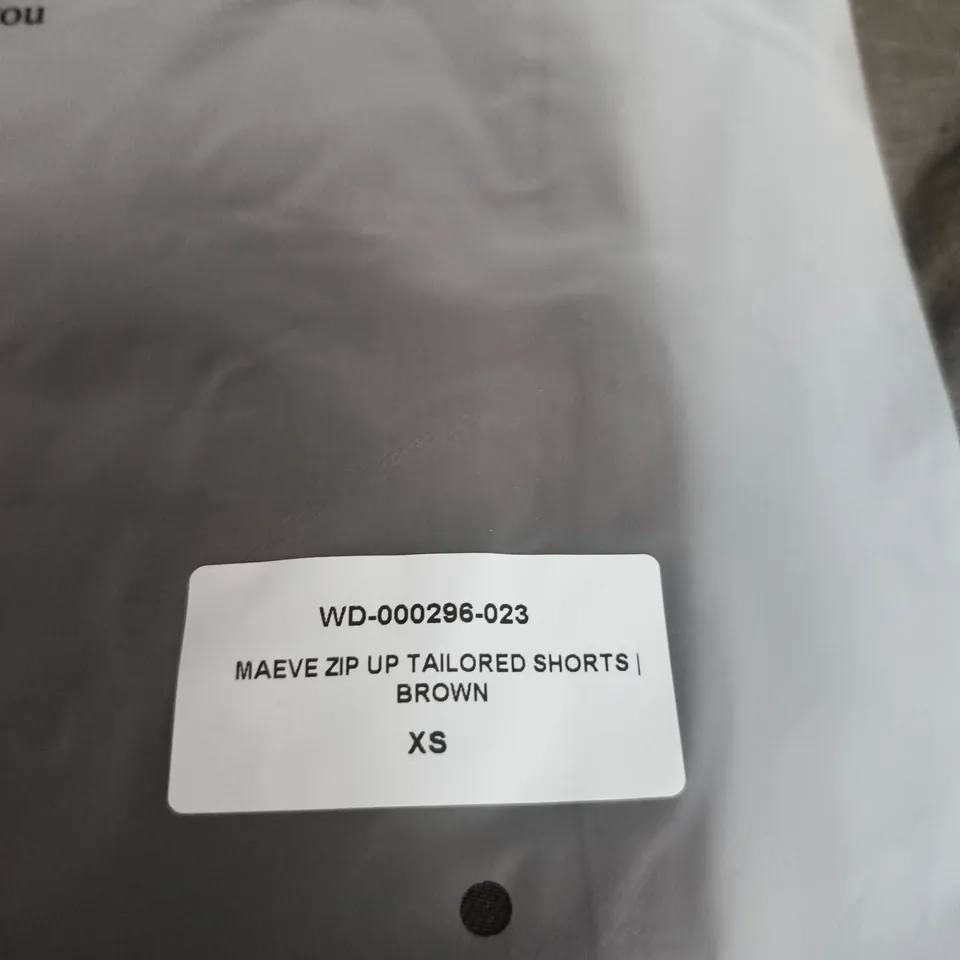 ou
WD-000296-023
MAEVE ZIP UP TAILORED SHORTS |
BROWN
XS